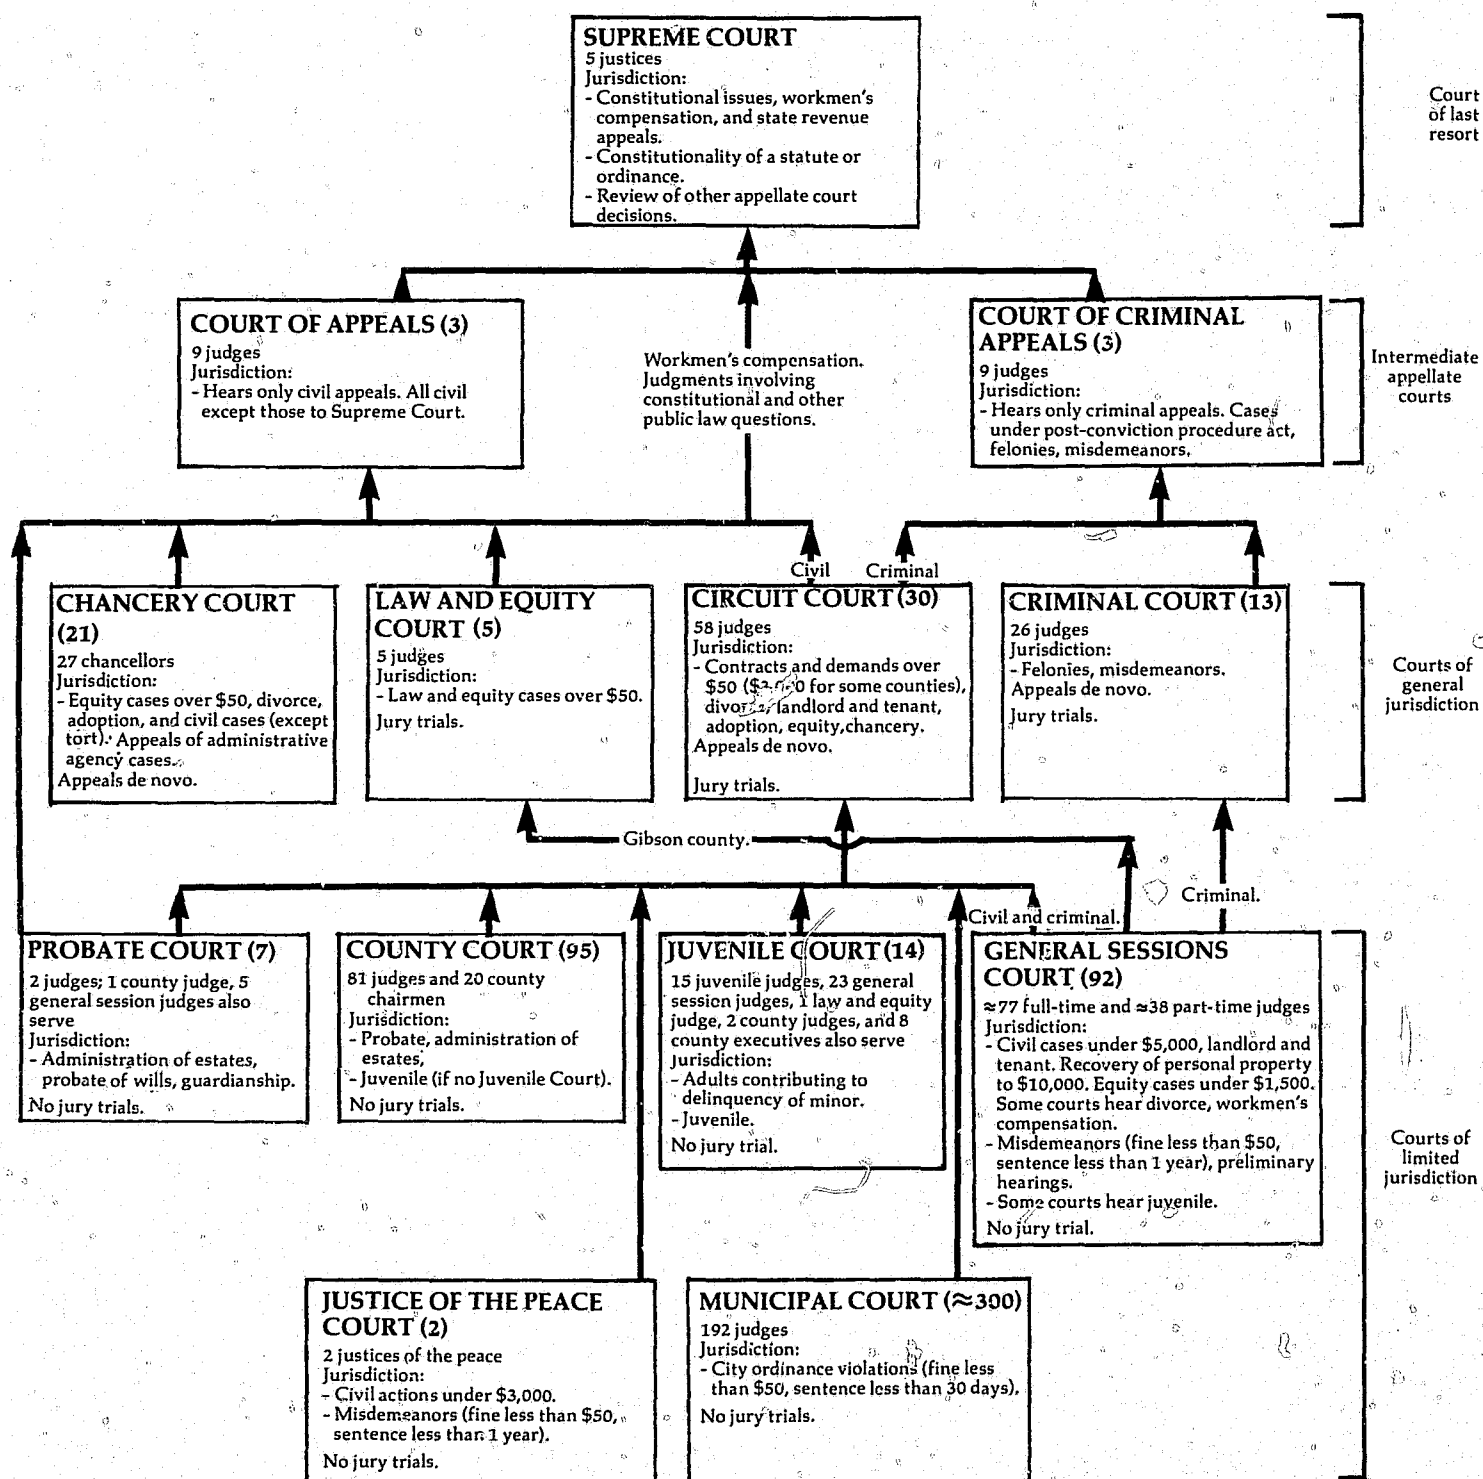 SUPREME COURT
5 justices
Jurisdiction:
- Constitutional issues, workmen's
compensation, and state revenue
appeals.
- Constitutionality of a statute or
ordinance.
- Review of other appellate court
decisions.
Court
of last
resort
COURT OF APPEALS (3)
9 judges
Jurisdiction:
- Hears only civil appeals. All civil
except those to Supreme Court.
Workmen's compensation.
Judgments involving
constitutional and other
public law questions.
COURT OF CRIMINAL
APPEALS (3)
9 judges
Jurisdiction:
- Hears only criminal appeals. Cases
under post-conviction procedure act,
felonies, misdemeanors.
Intermediate
appellate
courts
Civil
Criminal
CHANCERY COURT
(21)
27 chancellors
Jurisdiction:
- Equity cases over $50, divorce,
adoption, and civil cases (except
tort). Appeals of administrative
agency cases.
Appeals de novo.
LAW AND EQUITY
COURT (5)
5 judges
Jurisdiction:
- Law and equity cases over $50.
Jury trials.
CIRCUIT COURT (30)
58 judges
Jurisdiction:
- Contracts and demands over
$50 ( for some counties),
divorce, landlord and tenant,
adoption, equity, chancery.
Appeals de novo.
Jury trials.
CRIMINAL COURT (13)
26 judges
Jurisdiction:
- Felonies, misdemeanors.
Appeals de novo.
Jury trials.
Courts of
general
jurisdiction
Gibson county.
Criminal.
Civil and criminal.
PROBATE COURT (7)
2 judges; 1 county judge, 5
general session judges also
serve
Jurisdiction:
- Administration of estates,
probate of wills, guardianship.
No jury trials.
COUNTY COURT (95)
81 judges and 20 county
chairmen
Jurisdiction:
- Probate, administration of
estates,
- Juvenile (if no Juvenile Court).
No jury trials.
JUVENILE COURT (14)
15 juvenile judges, 23 general
session judges, 1 law and equity
judge, 2 county judges, and 8
county executives also serve
Jurisdiction:
- Adults contributing to
delinquency of minor.
- Juvenile.
No jury trial.
GENERAL SESSIONS
COURT (92)
≈77 full-time and ≈38 part-time judges
Jurisdiction:
- Civil cases under $5,000, landlord and
tenant. Recovery of personal property
to $10,000. Equity cases under $1,500.
Some courts hear divorce, workmen's
compensation.
- Misdemeanors (fine less than $50,
sentence less than 1 year), preliminary
hearings.
- Some courts hear juvenile.
No jury trial.
Courts of
limited
jurisdiction
JUSTICE OF THE PEACE
COURT (2)
2 justices of the peace
Jurisdiction:
- Civil actions under $3,000.
- Misdemeanors (fine less than $50,
sentence less than 1 year).
No jury trials.
MUNICIPAL COURT (≈300)
192 judges
Jurisdiction:
- City ordinance violations (fine less
than $50, sentence less than 30 days).
No jury trials.